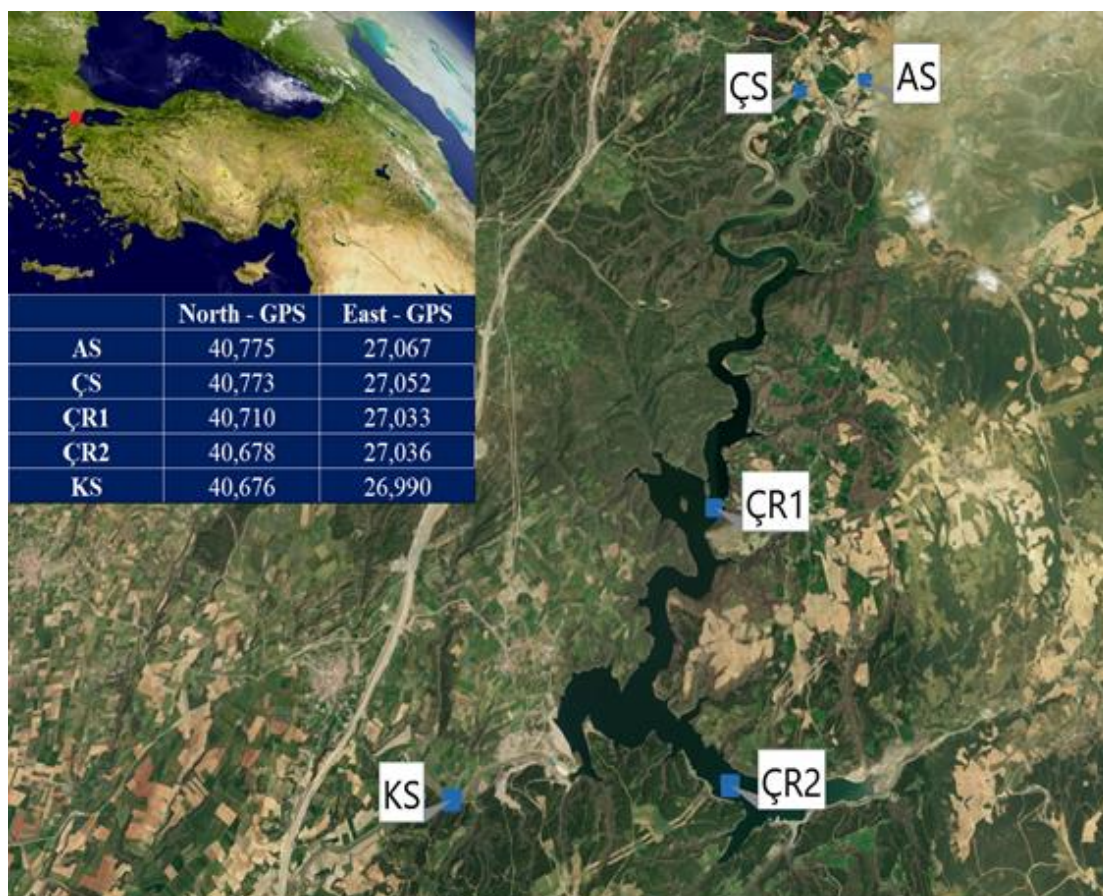 North - GPS East - GPS
AS 40,775 27,067
ÇS 40,773 27,052
ÇR1 40,710 27,033
ÇR2 40,678 27,036
KS 40,676 26,990
ÇS
AS
ÇR1
KS
ÇR2